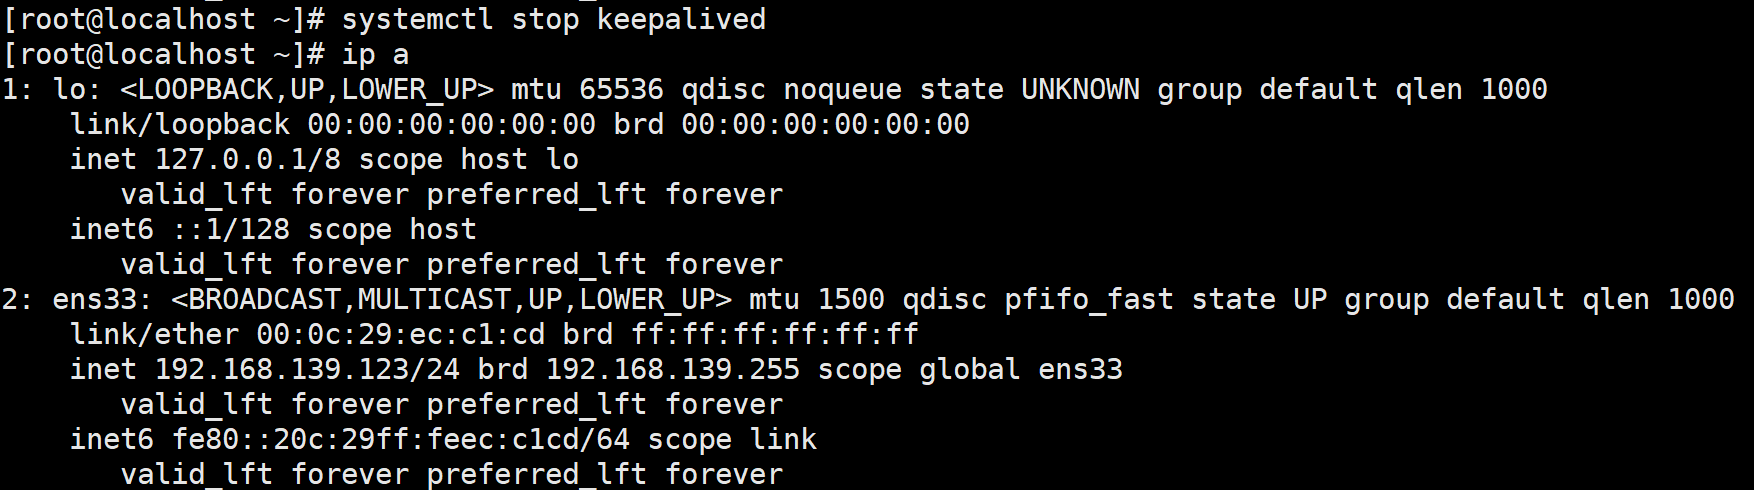 [root@localhost ~]# systemctl stop keepalived
[root@localhost ~]# ip a
1: lo: <LOOPBACK,UP,LOWER_UP> mtu 65536 qdisc noqueue state UNKNOWN group default qlen 1000
    link/loopback 00:00:00:00:00:00 brd 00:00:00:00:00:00
    inet 127.0.0.1/8 scope host lo
       valid_lft forever preferred_lft forever
    inet6 ::1/128 scope host
       valid_lft forever preferred_lft forever
2: ens33: <BROADCAST,MULTICAST,UP,LOWER_UP> mtu 1500 qdisc pfifo_fast state UP group default qlen 1000
    link/ether 00:0c:29:ec:c1:cd brd ff:ff:ff:ff:ff:ff
    inet 192.168.139.123/24 brd 192.168.139.255 scope global ens33
       valid_lft forever preferred_lft forever
    inet6 fe80::20c:29ff:feec:c1cd/64 scope link
       valid_lft forever preferred_lft forever